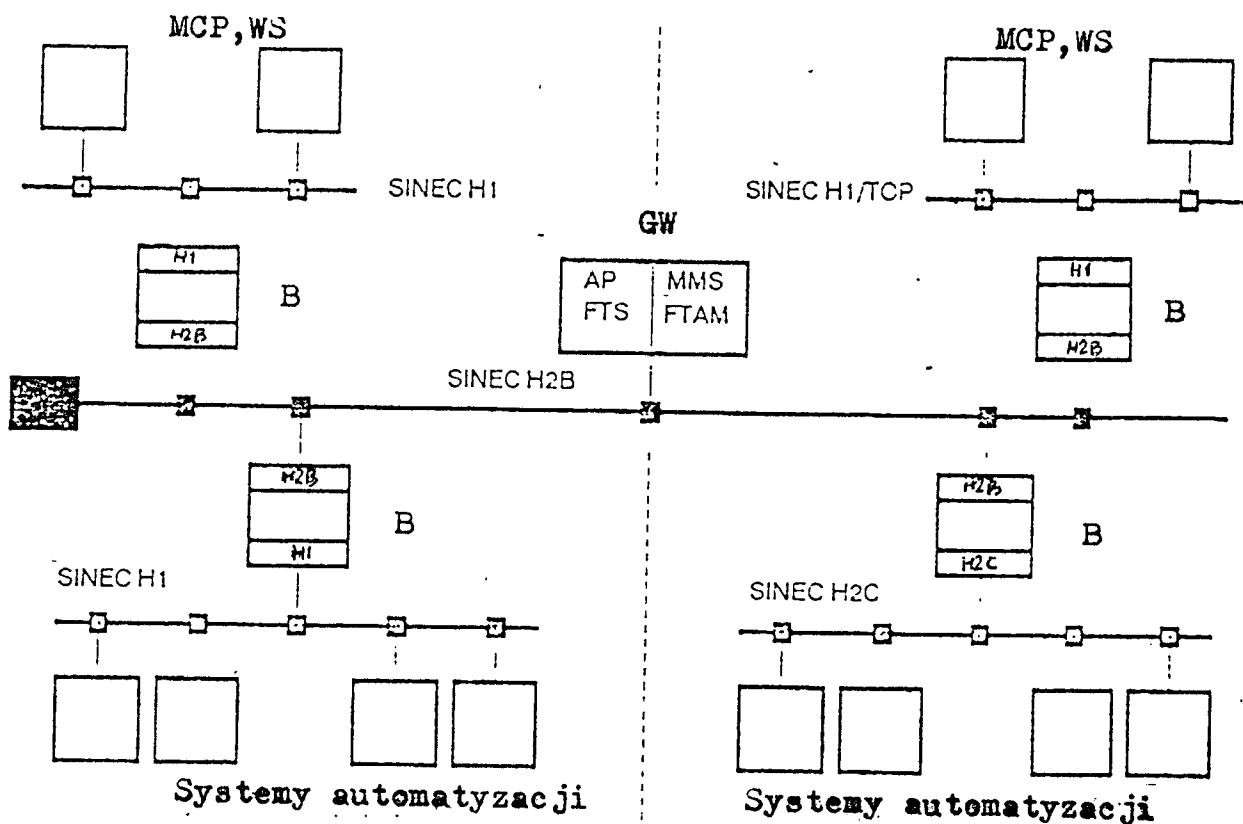 MCP,WS
MCP,WS
SINEC H1
SINEC H1/TCP
GW
H1
B
AP
MMS
FTS
FTAM
H1
B
H2B
H2B
SINEC H2B
H2B
B
H1
H2B
B
H2C
SINEC H1
SINEC H2C
Systemy automatyzacji
Systemy automatyzacji